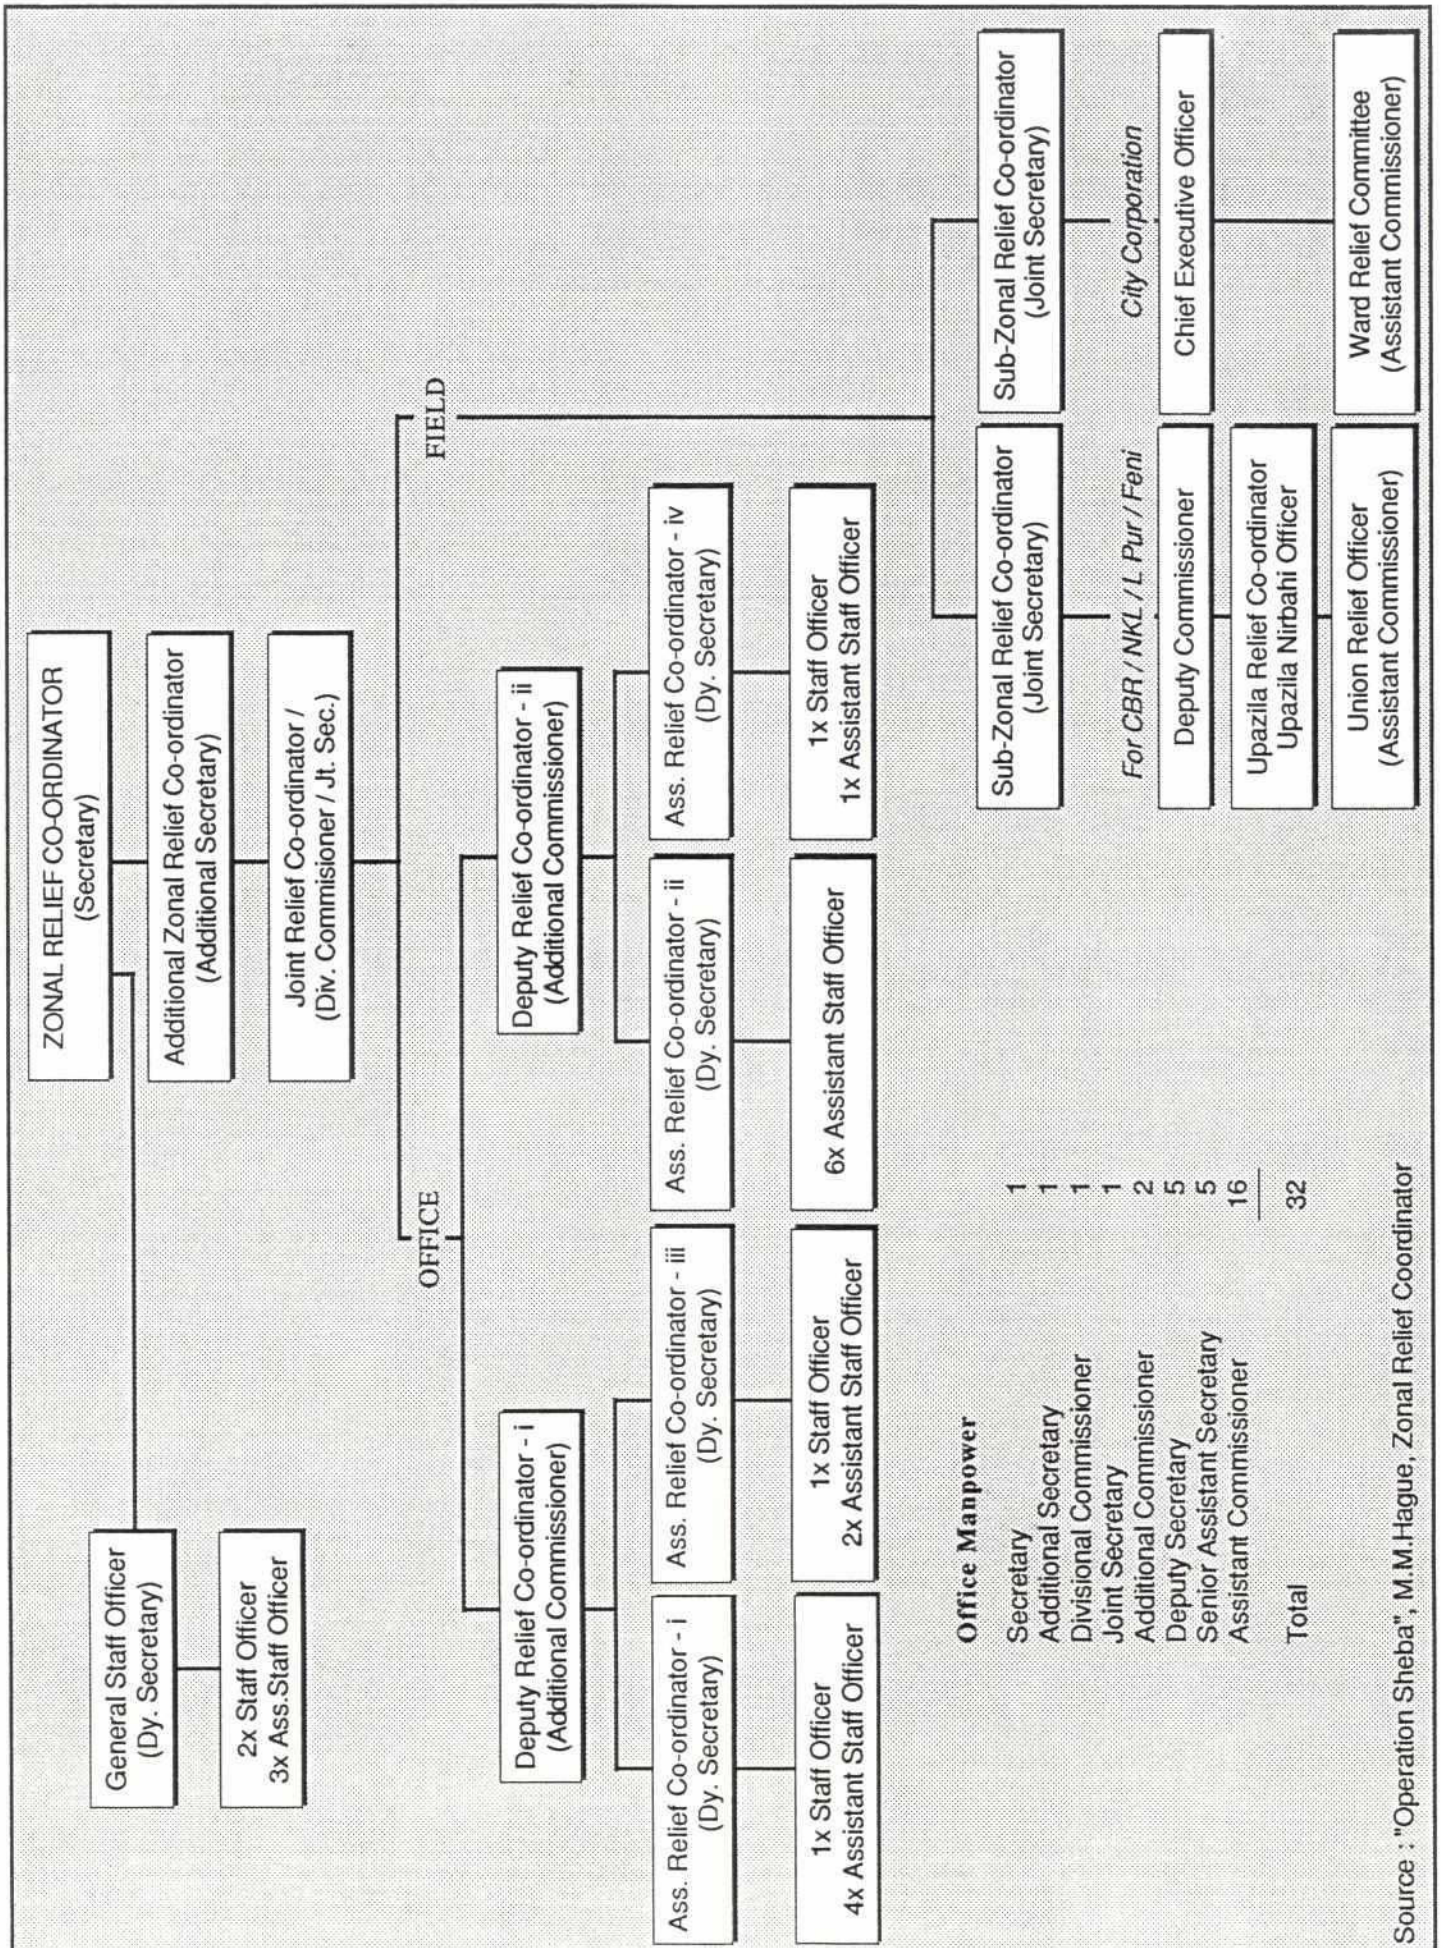 ZONAL RELIEF CO-ORDINATOR
(Secretary)
General Staff Officer
(Dy. Secretary)
2x Staff Officer
3x Ass.Staff Officer
Additional Zonal Relief Co-ordinator
(Additional Secretary)
Joint Relief Co-ordinator /
(Div. Commisioner / Jt. Sec.)
OFFICE
FIELD
Deputy Relief Co-ordinator - i
(Additional Commissioner)
Deputy Relief Co-ordinator - ii
(Additional Commissioner)
Ass. Relief Co-ordinator - i
(Dy. Secretary)
Ass. Relief Co-ordinator - iii
(Dy. Secretary)
Ass. Relief Co-ordinator - ii
(Dy. Secretary)
Ass. Relief Co-ordinator - iv
(Dy. Secretary)
1x Staff Officer
4x Assistant Staff Officer
1x Staff Officer
2x Assistant Staff Officer
6x Assistant Staff Officer
1x Staff Officer
1x Assistant Staff Officer
Sub-Zonal Relief Co-ordinator
(Joint Secretary)
For CBR / NKL / L Pur / Feni
Deputy Commissioner
Upazila Relief Co-ordinator
Upazila Nirbahi Officer
Union Relief Officer
(Assistant Commissioner)
Sub-Zonal Relief Co-ordinator
(Joint Secretary)
City Corporation
Chief Executive Officer
Ward Relief Committee
(Assistant Commissioner)
Office Manpower
Secretary 1
Additional Secretary 1
Divisional Commissioner 1
Joint Secretary 1
Additional Commissioner 2
Deputy Secretary 5
Senior Assistant Secretary 5
Assistant Commissioner 16
Total 32
Source : "Operation Sheba", M.M.Hague, Zonal Relief Coordinator